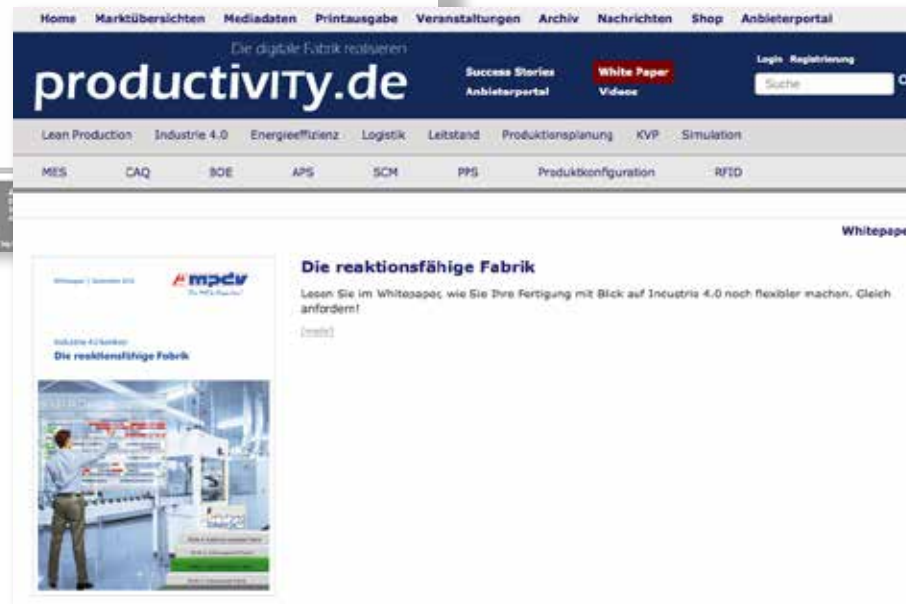 Home Marktübersichten Mediadaten Printausgabe Veranstaltungen Archiv Nachrichten Shop Anbieterportal
Die digitale Fabrik realisieren
productivITy.de
Success Stories White Paper
Anbieterportal Videos
Login Registrierung
Suche
Lean Production Industrie 4.0 Energieeffizienz Logistik Leitstand Produktionsplanung KVP Simulation
MES CAQ BDE APS SCM PPS Produktkonfiguration RFID
Whitepape
mpdv
Die reaktionsfähige Fabrik
Die reaktionsfähige Fabrik
Lesen Sie im Whitepaper, wie Sie Ihre Fertigung mit Blick auf Industrie 4.0 noch flexibler machen. Gleich
anfordern!
[mehr]